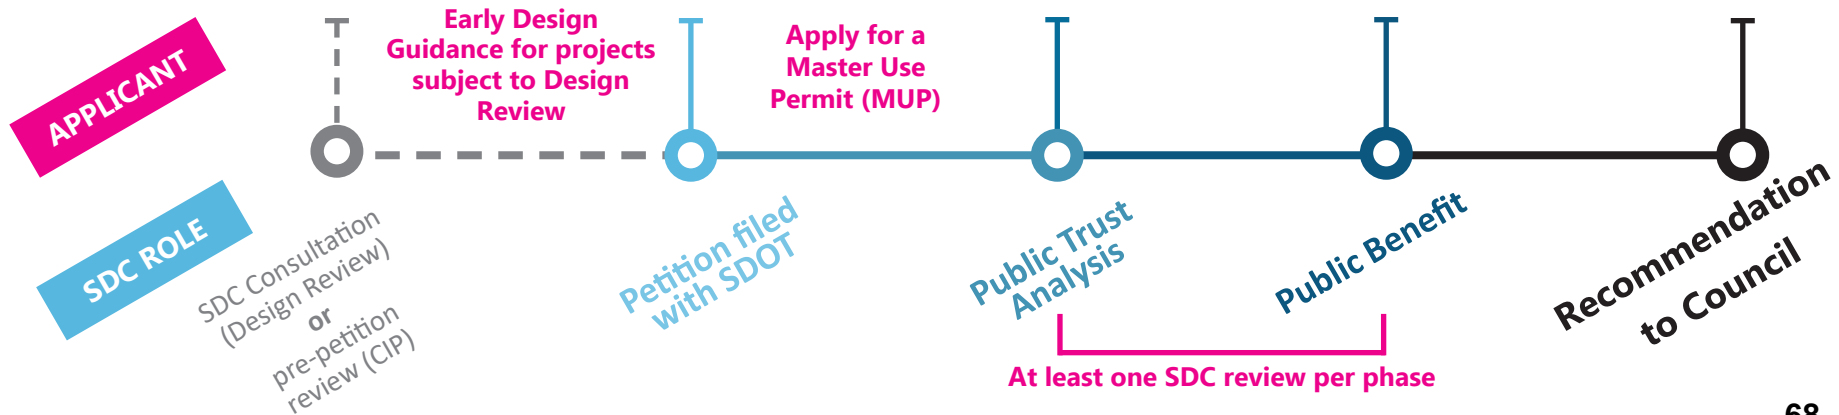 APPLICANT
Early Design
Guidance for projects
subject to Design
Review
Apply for a
Master Use
Permit (MUP)
SDC ROLE
SDC Consultation
(Design Review)
or
pre-petition
review (CIP)
Petition filed
with SDOT
Public Trust
Analysis
Public Benefit
Recommendation
to Council
At least one SDC review per phase
68